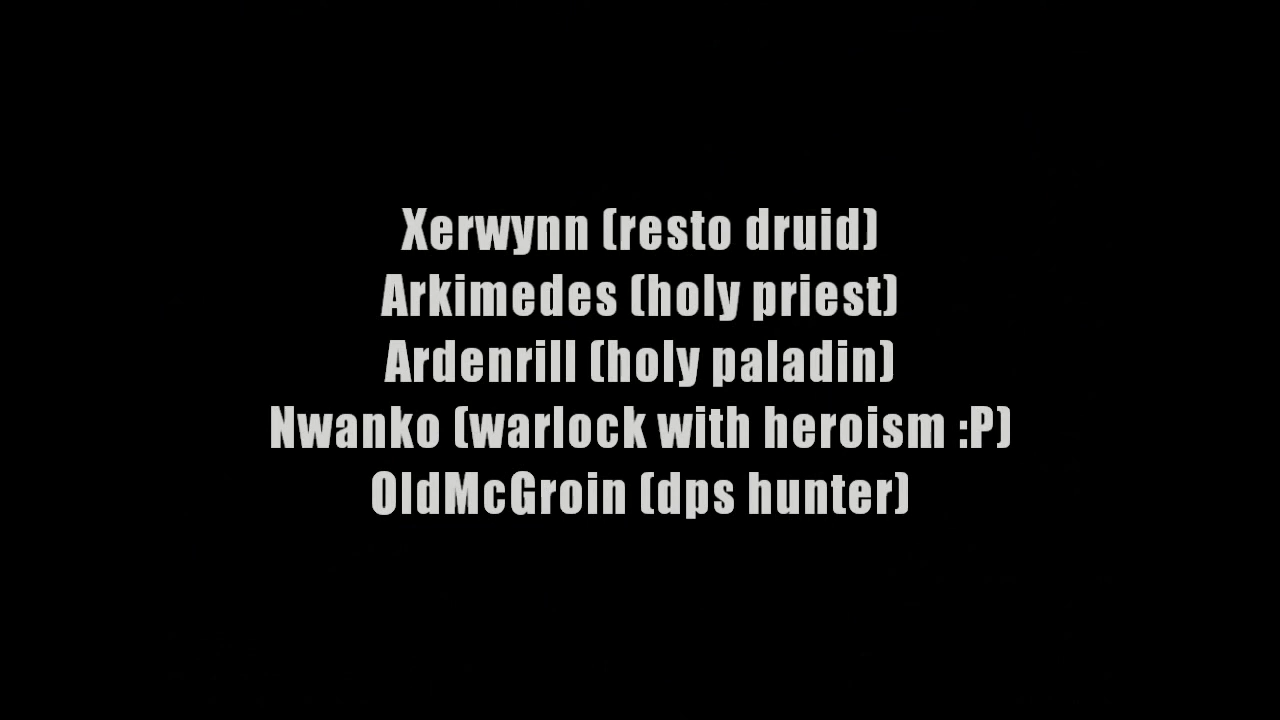 Xerwynn (resto druid)
Arkimedes (holy priest)
Ardenrill (holy paladin)
Nwanko (warlock with heroism :P)
OldMcGroin (dps hunter)